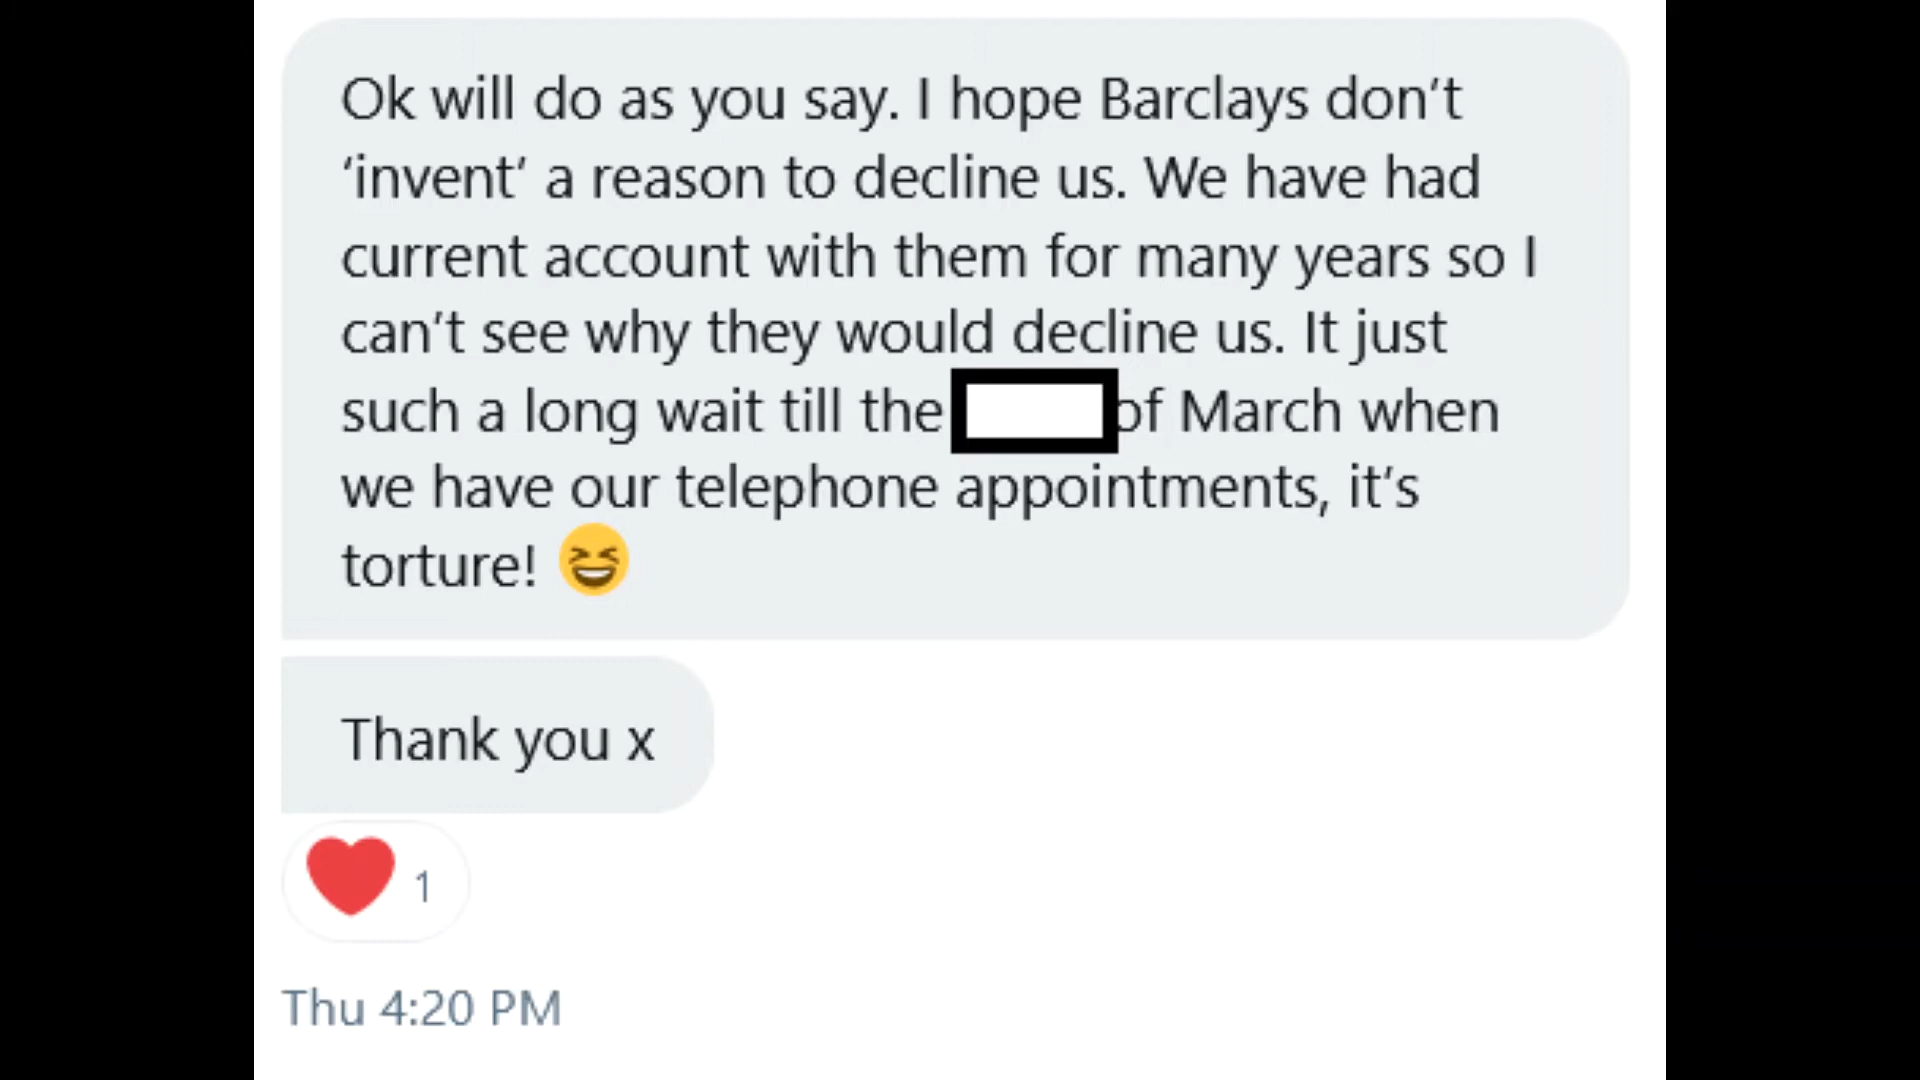 Ok will do as you say. I hope Barclays don’t
‘invent’ a reason to decline us. We have had
current account with them for many years so I
can’t see why they would decline us. It just
such a long wait till the of March when
we have our telephone appointments, it’s
torture! 😆
Thank you x
❤️ 1
Thu 4:20 PM